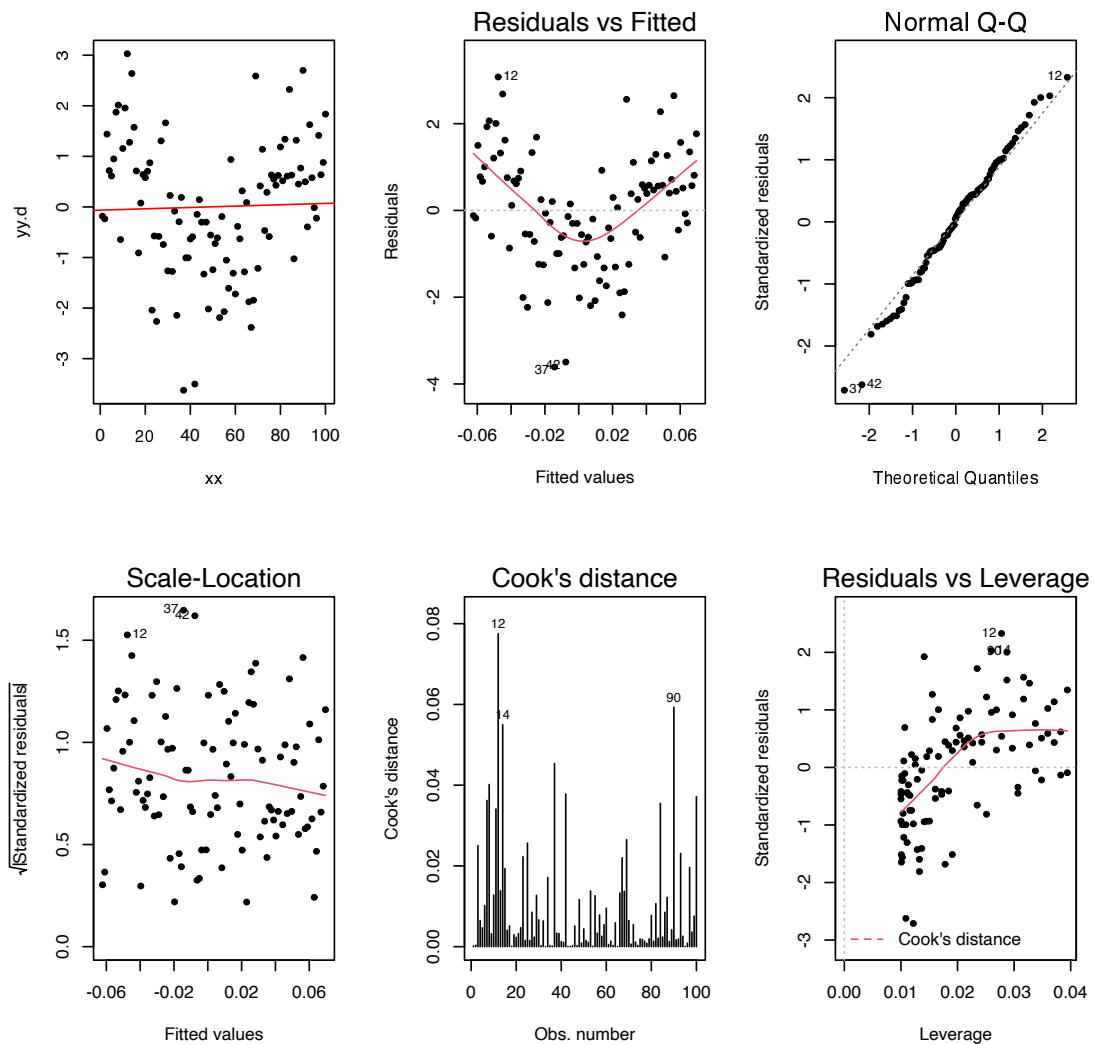 yy.d
3
2
1
0
-1
-2
-3
0 20 40 60 80 100
xx
Residuals vs Fitted
Residuals
2
0
-2
-4
12
42
37
-0.06 -0.02 0.02 0.06
Fitted values
Normal Q-Q
Standardized residuals
2
1
0
-1
-2
12
37
42
-2 -1 0 1 2
Theoretical Quantiles
Scale-Location
√|Standardized residuals|
1.5
1.0
0.5
0.0
37
42
12
-0.06 -0.02 0.02 0.06
Fitted values
Cook's distance
Cook's distance
0.08
0.06
0.04
0.02
0.00
12
90
14
0 20 40 60 80 100
Obs. number
Residuals vs Leverage
Standardized residuals
2
1
0
-1
-2
-3
12
90 14
Cook's distance
0.00 0.01 0.02 0.03 0.04
Leverage